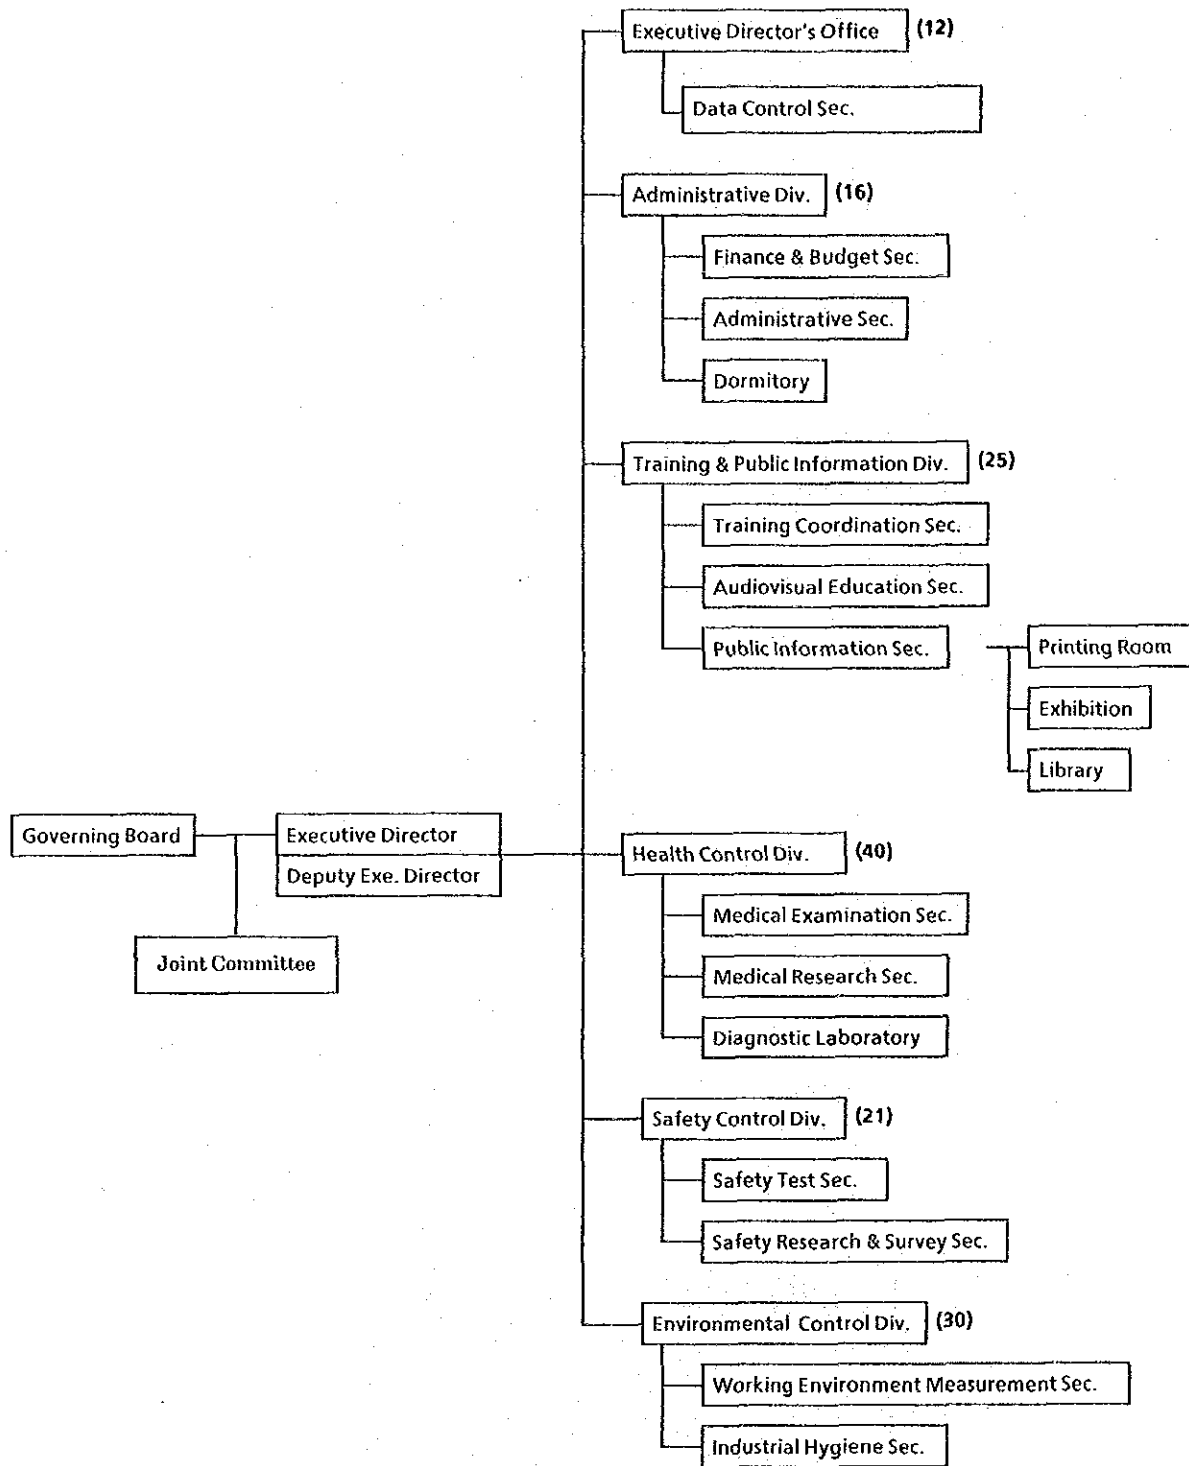 Executive Director's Office (12)
Data Control Sec.
Administrative Div. (16)
Finance & Budget Sec.
Administrative Sec.
Dormitory
Training & Public Information Div. (25)
Training Coordination Sec.
Audiovisual Education Sec.
Public Information Sec.
Printing Room
Exhibition
Library
Governing Board
Executive Director
Deputy Exe. Director
Joint Committee
Health Control Div. (40)
Medical Examination Sec.
Medical Research Sec.
Diagnostic Laboratory
Safety Control Div. (21)
Safety Test Sec.
Safety Research & Survey Sec.
Environmental Control Div. (30)
Working Environment Measurement Sec.
Industrial Hygiene Sec.